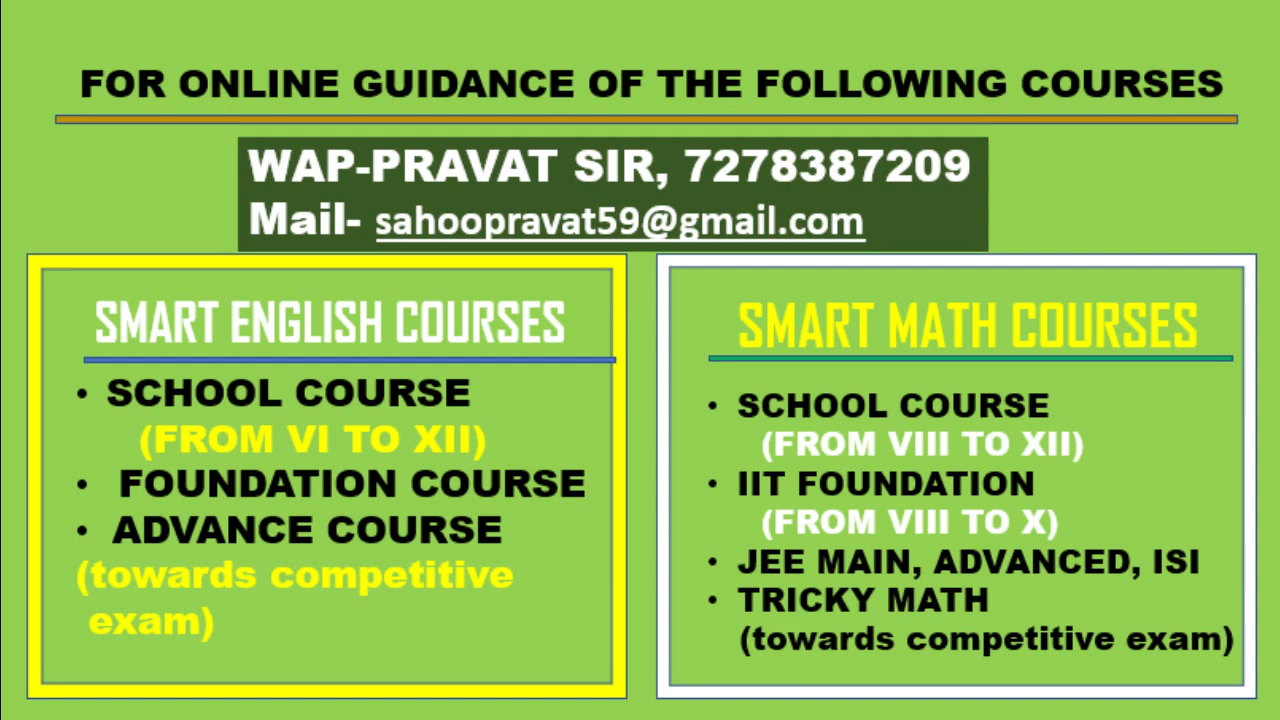 FOR ONLINE GUIDANCE OF THE FOLLOWING COURSES
WAP-PRAVAT SIR, 7278387209
Mail- sahoopravat59@gmail.com
SMART ENGLISH COURSES
• SCHOOL COURSE
(FROM VI TO XII)
• FOUNDATION COURSE
• ADVANCE COURSE
(towards competitive
exam)
SMART MATH COURSES
• SCHOOL COURSE
(FROM VIII TO XII)
• IIT FOUNDATION
(FROM VIII TO X)
• JEE MAIN, ADVANCED, ISI
• TRICKY MATH
(towards competitive exam)